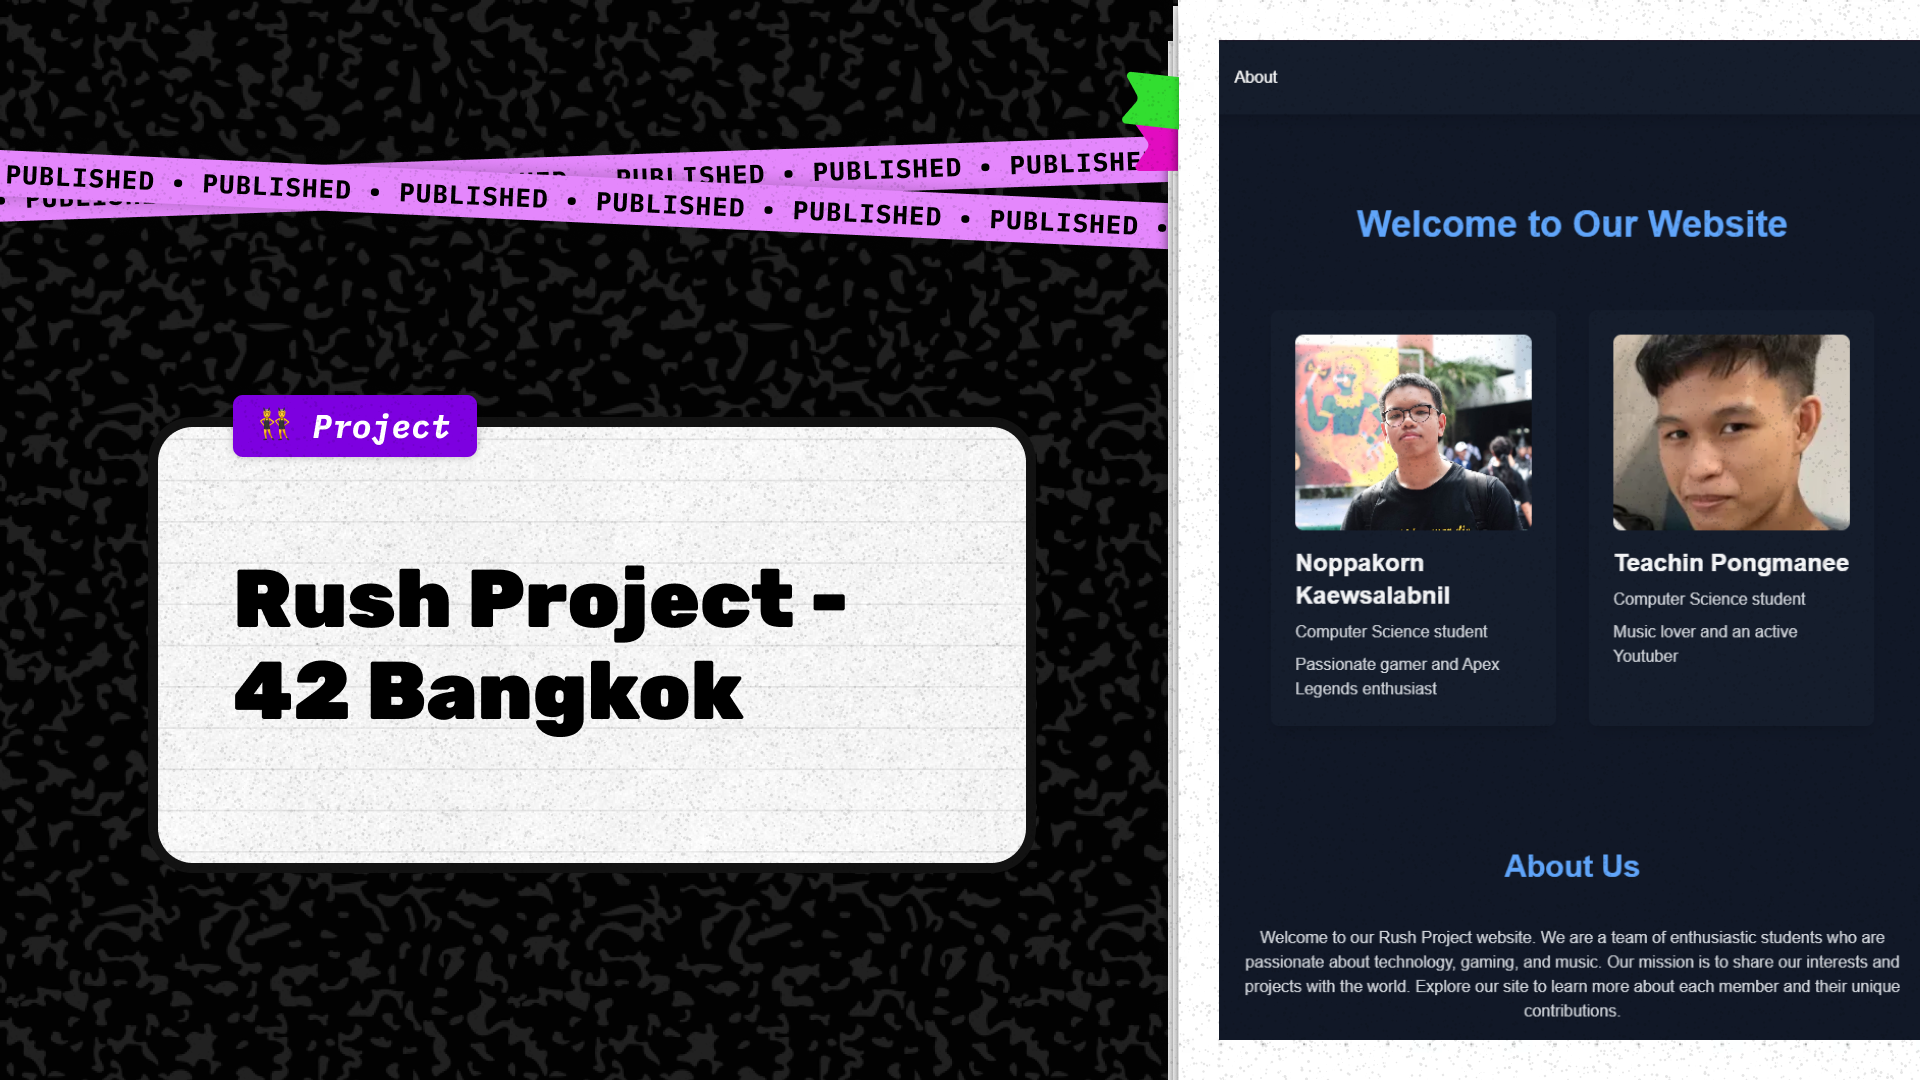 PUBLISHED • PUBLISHED • PUBLISHE
PUBLISHED • PUBLISHED • PUBLISHED • PUBLISHED • PUBLISHED • PUBLISHED •
• PUBLISHED
Project
Rush Project -
42 Bangkok
About
Welcome to Our Website
Noppakorn
Kaewsalabnil
Computer Science student
Passionate gamer and Apex
Legends enthusiast
Teachin Pongmanee
Computer Science student
Music lover and an active
Youtuber
About Us
Welcome to our Rush Project website. We are a team of enthusiastic students who are
passionate about technology, gaming, and music. Our mission is to share our interests and
projects with the world. Explore our site to learn more about each member and their unique
contributions.